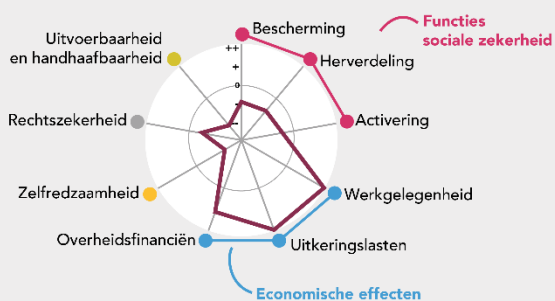 Bescherming
Functies
sociale zekerheid
Uitvoerbaarheid
en handhaafbaarheid
++
+
0
-
--
Herverdeling
Rechtszekerheid
Activering
Zelfredzaamheid
Werkgelegenheid
Overheidsfinanciën
Uitkeringslasten
Economische effecten